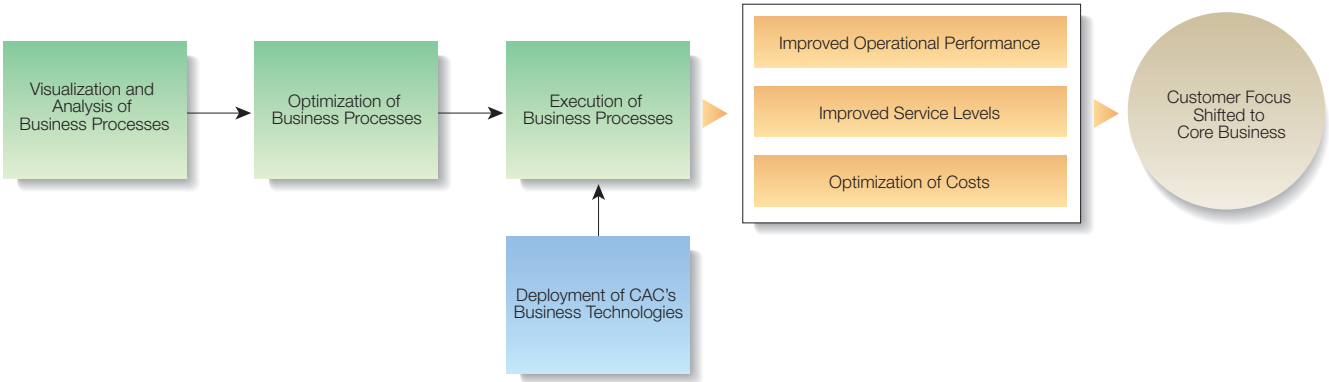 Visualization and
Analysis of
Business Processes
Optimization of
Business Processes
Execution of
Business Processes
Deployment of CAC’s
Business Technologies
Improved Operational Performance
Improved Service Levels
Optimization of Costs
Customer Focus
Shifted to
Core Business